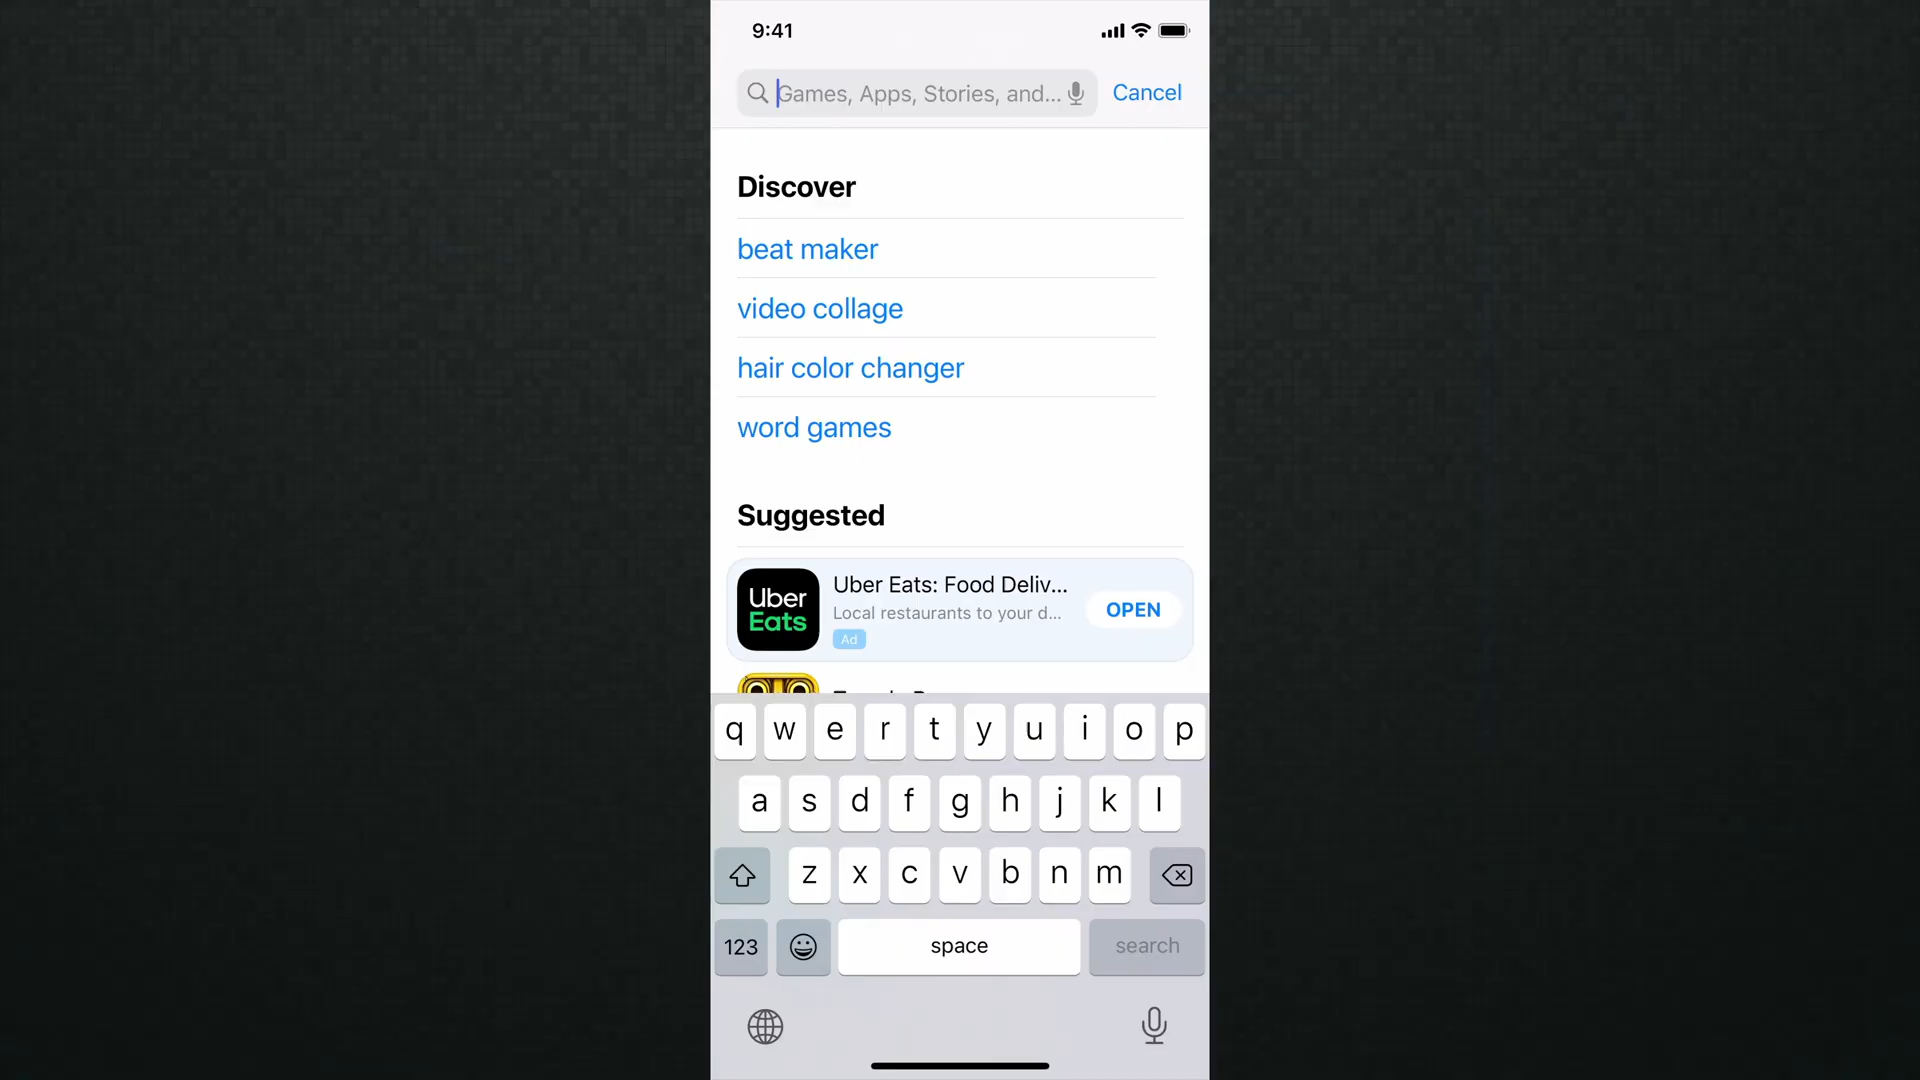 9:41
Games, Apps, Stories, and...
Cancel
Discover
beat maker
video collage
hair color changer
word games
Suggested
Uber Eats
Uber Eats: Food Deliv...
Local restaurants to your d...
Ad
OPEN
q w e r t y u i o p
a s d f g h j k l
z x c v b n m
123
space
search